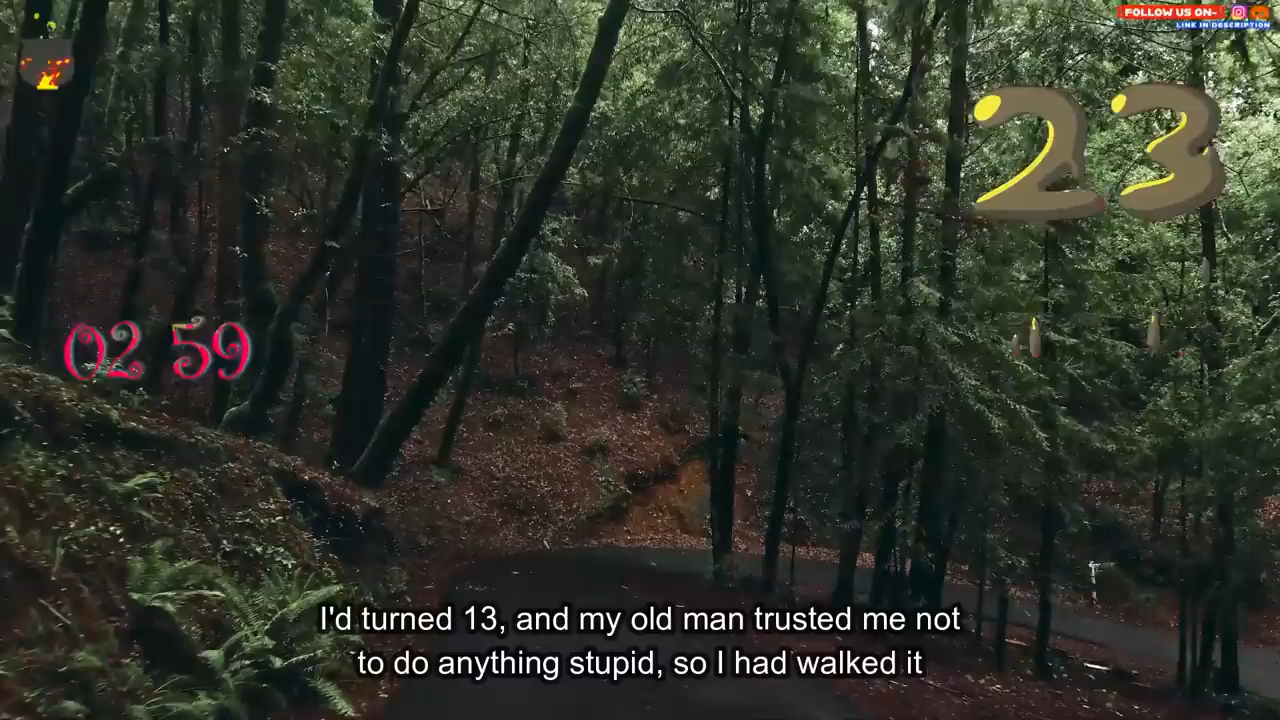 FOLLOW US ON-
LINK IN DESCRIPTION
23
02 59
I'd turned 13, and my old man trusted me not
to do anything stupid, so I had walked it